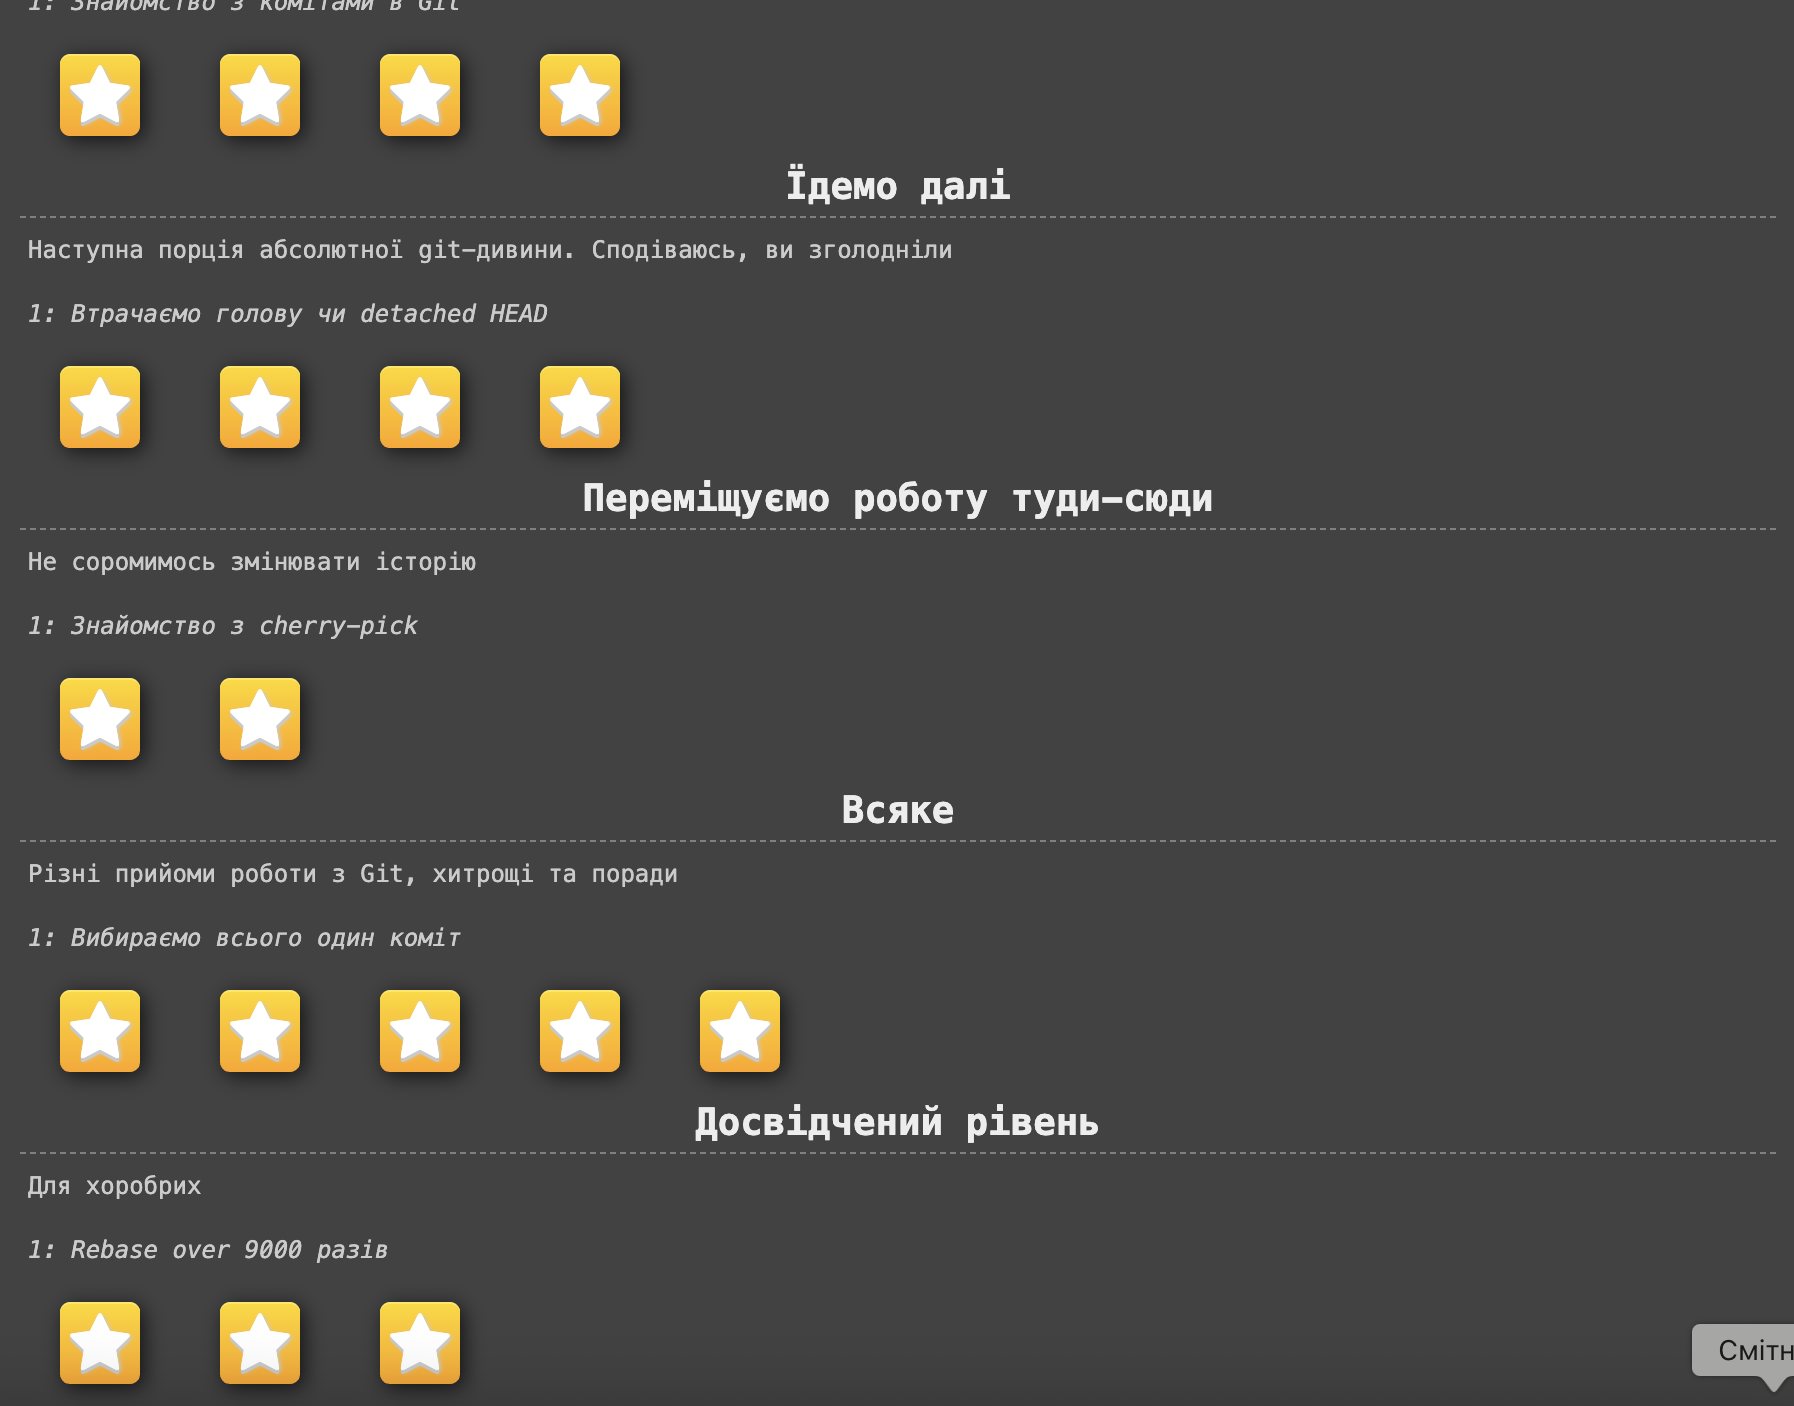 1: Знайомство з комітами в Git
Їдемо далі
Наступна порція абсолютної git-дивини. Сподіваюсь, ви зголодніли
1: Втрачаємо голову чи detached HEAD
Переміщуємо роботу туди-сюди
Не соромимось змінювати історію
1: Знайомство з cherry-pick
Всяке
Різні прийоми роботи з Git, хитрощі та поради
1: Вибираємо всього один коміт
Досвідчений рівень
Для хоробрих
1: Rebase over 9000 разів